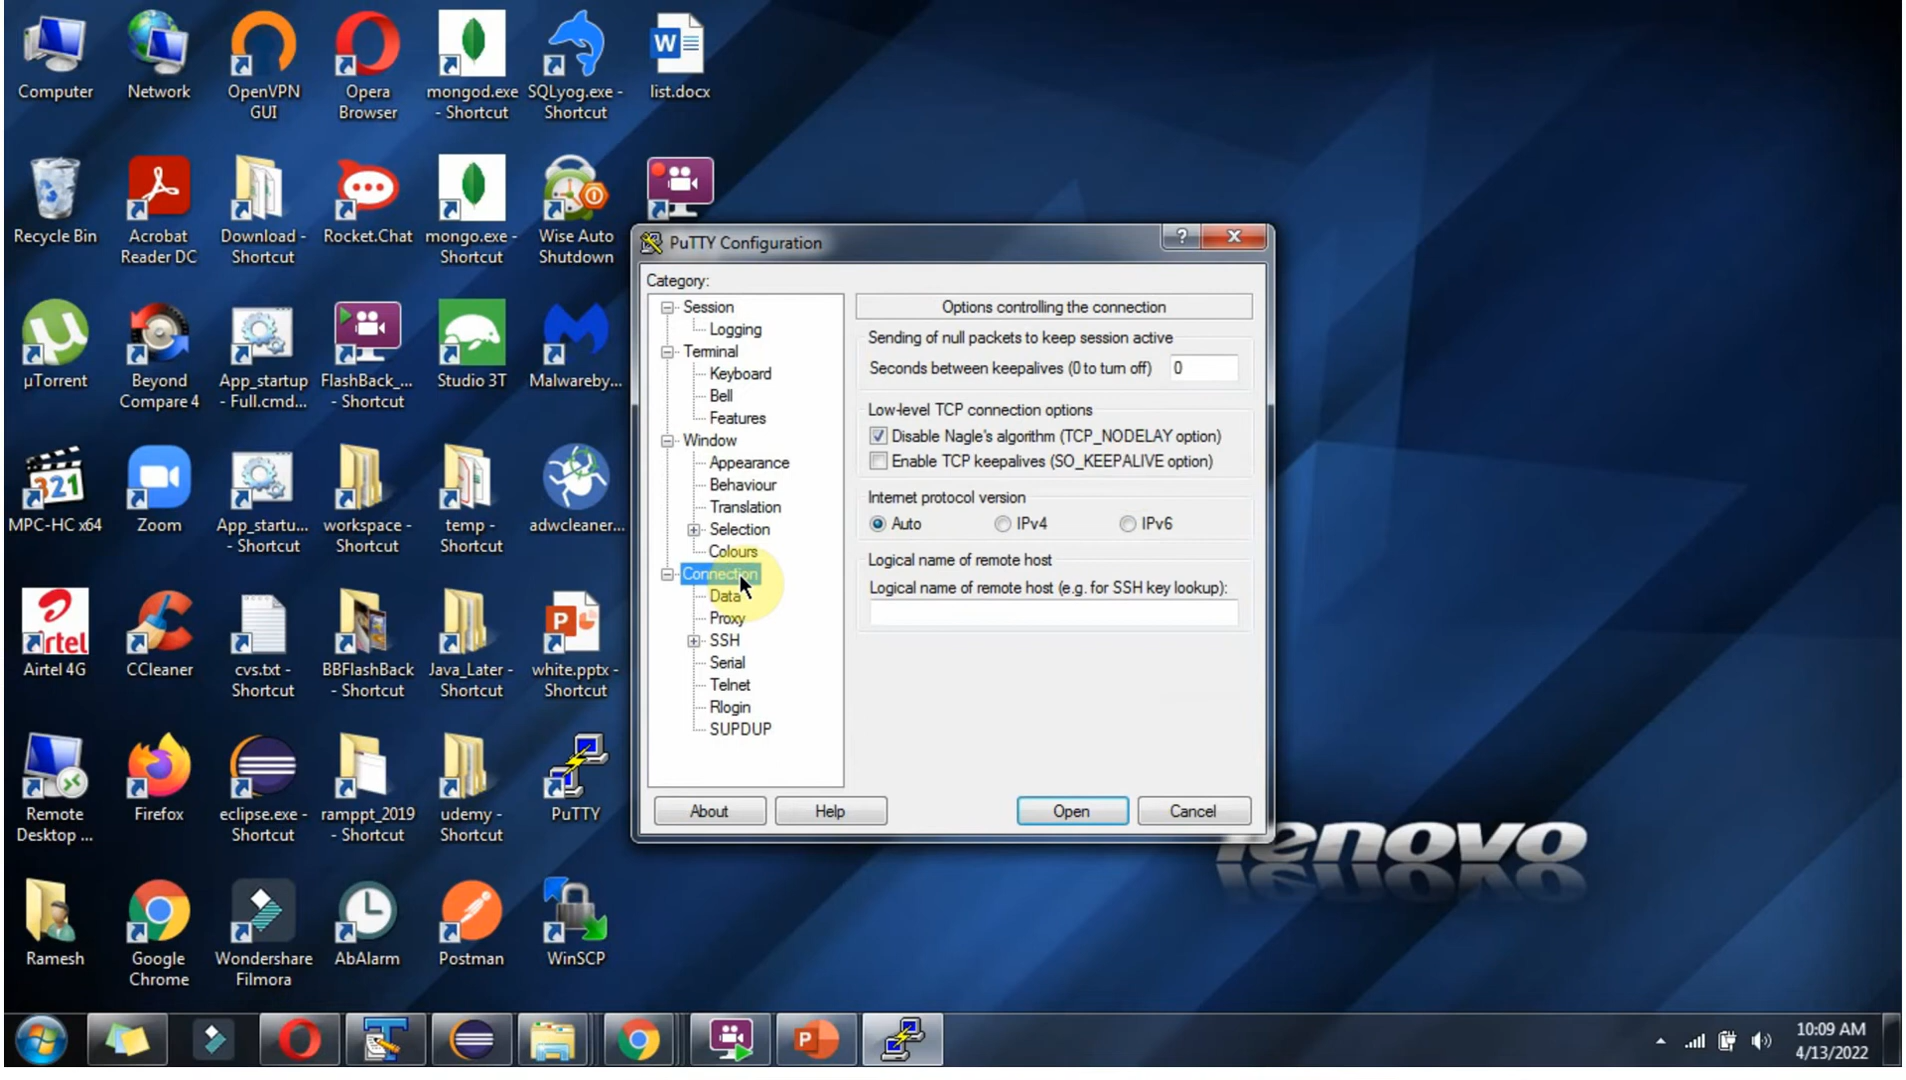 Computer
Network
OpenVPN
GUI
Opera
Browser
mongod.exe
- Shortcut
SQLyog.exe -
Shortcut
list.docx
W
Recycle Bin
Acrobat
Reader DC
Download -
Shortcut
Rocket.Chat
mongo.exe -
Shortcut
Wise Auto
Shutdown
µTorrent
Beyond
Compare 4
App_startup
- Full.cmd...
FlashBack_...
- Shortcut
Studio 3T
Malwareby...
321
MPC-HC x64
Zoom
App_startu...
- Shortcut
workspace -
Shortcut
temp -
Shortcut
adwcleaner...
airtel
Airtel 4G
CCleaner
cvs.txt -
Shortcut
BBFlashBack
- Shortcut
Java_Later -
Shortcut
P
white.pptx -
Shortcut
Remote
Desktop ...
Firefox
eclipse.exe -
Shortcut
ramppt_2019
- Shortcut
udemy -
Shortcut
PuTTY
Ramesh
Google
Chrome
Wondershare
Filmora
AbAlarm
Postman
WinSCP
PuTTY Configuration
?
Category:
Session
Logging
Terminal
Keyboard
Bell
Features
Window
Appearance
Behaviour
Translation
Selection
Colours
Connection
Data
Proxy
SSH
Serial
Telnet
Rlogin
SUPDUP
Options controlling the connection
Sending of null packets to keep session active
Seconds between keepalives (0 to turn off)
0
Low-level TCP connection options
Disable Nagle's algorithm (TCP_NODELAY option)
Enable TCP keepalives (SO_KEEPALIVE option)
Internet protocol version
Auto
IPv4
IPv6
Logical name of remote host
Logical name of remote host (e.g. for SSH key lookup):
About
Help
Open
Cancel
lenovo
P
10:09 AM
4/13/2022